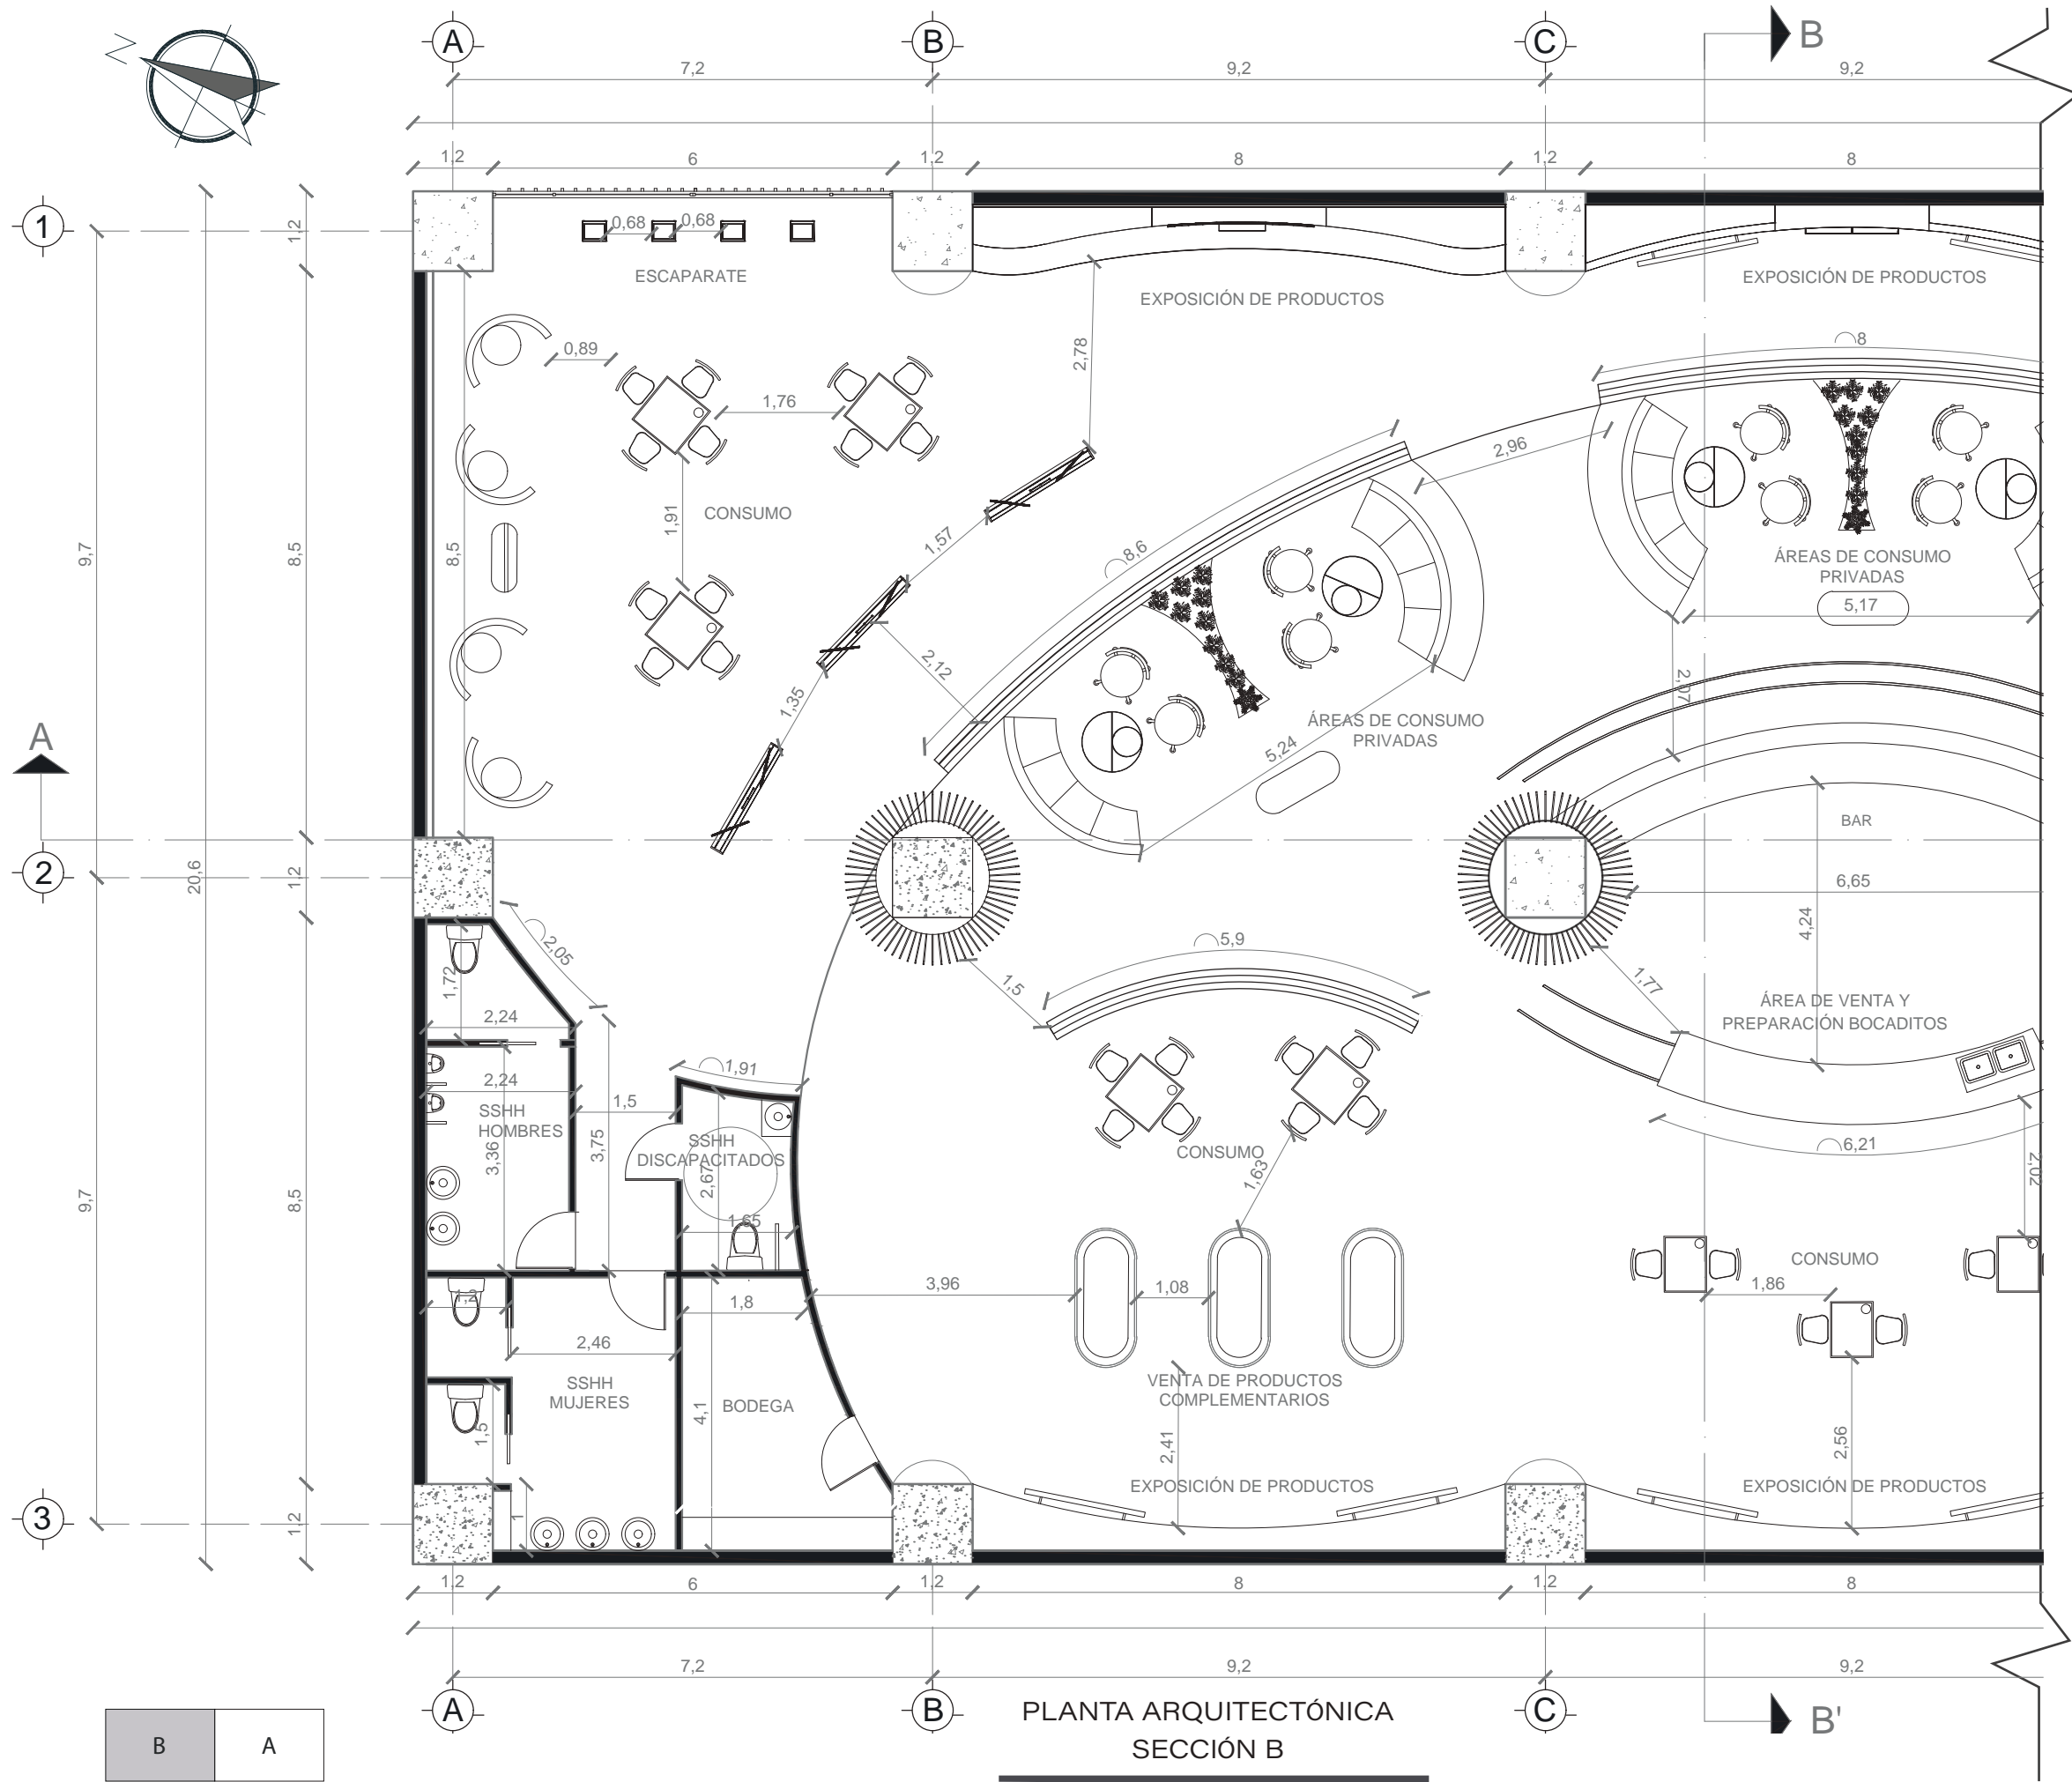 N
A
B
C
B
7,2
9,2
9,2
1,2
6
1,2
8
1,2
8
1
1,2
0,68
0,68
ESCAPARATE
EXPOSICIÓN DE PRODUCTOS
EXPOSICIÓN DE PRODUCTOS
2,78
8
0,89
1,76
2,96
1,91
CONSUMO
9,7
8,5
8,5
1,57
8,6
ÁREAS DE CONSUMO
PRIVADAS
5,17
2,12
2,07
1,35
ÁREAS DE CONSUMO
PRIVADAS
5,24
A
BAR
2
20,6
1,2
6,65
4,24
2,05
5,9
1,72
1,5
1,77
2,24
ÁREA DE VENTA Y
PREPARACIÓN BOCADITOS
1,91
2,24
1,5
SSHH
HOMBRES
3,36
3,75
SSHH
DISCAPACITADOS
2,67
1,65
CONSUMO
1,63
6,21
2,02
9,7
8,5
1,2
1,8
3,96
1,08
CONSUMO
1,86
2,46
SSHH
MUJERES
BODEGA
4,1
1,5
VENTA DE PRODUCTOS
COMPLEMENTARIOS
2,41
2,56
EXPOSICIÓN DE PRODUCTOS
EXPOSICIÓN DE PRODUCTOS
3
1,2
1
1,2
6
1,2
8
1,2
8
7,2
9,2
9,2
A
B
C
B'
PLANTA ARQUITECTÓNICA
SECCIÓN B
B
A